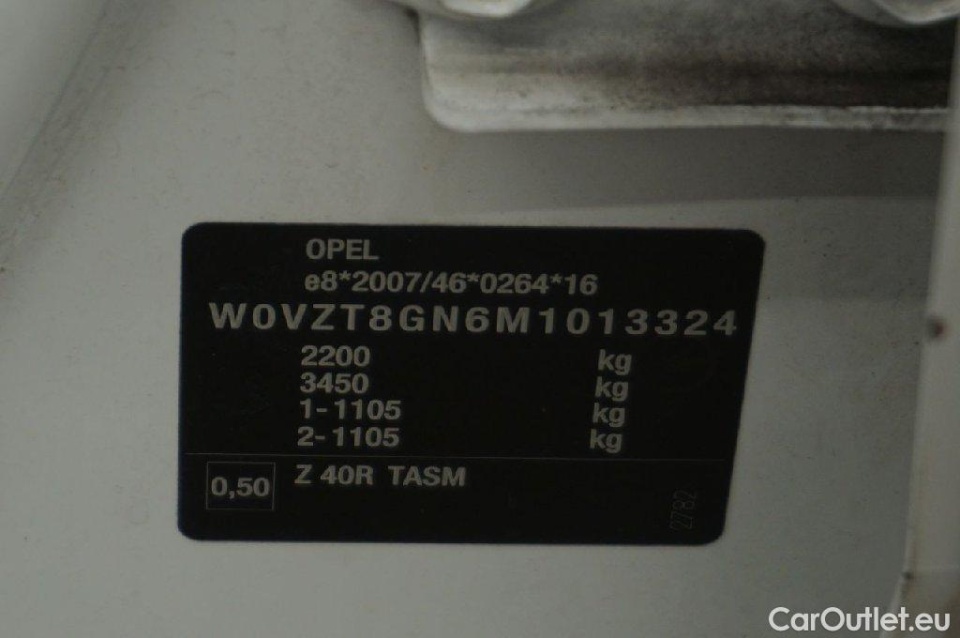 OPEL
e8*2007/46*0264*16
W0VZT8GN6M1013324
2200 kg
3450 kg
1-1105 kg
2-1105 kg
0,50 Z 40R TASM
2782
CarOutlet.eu